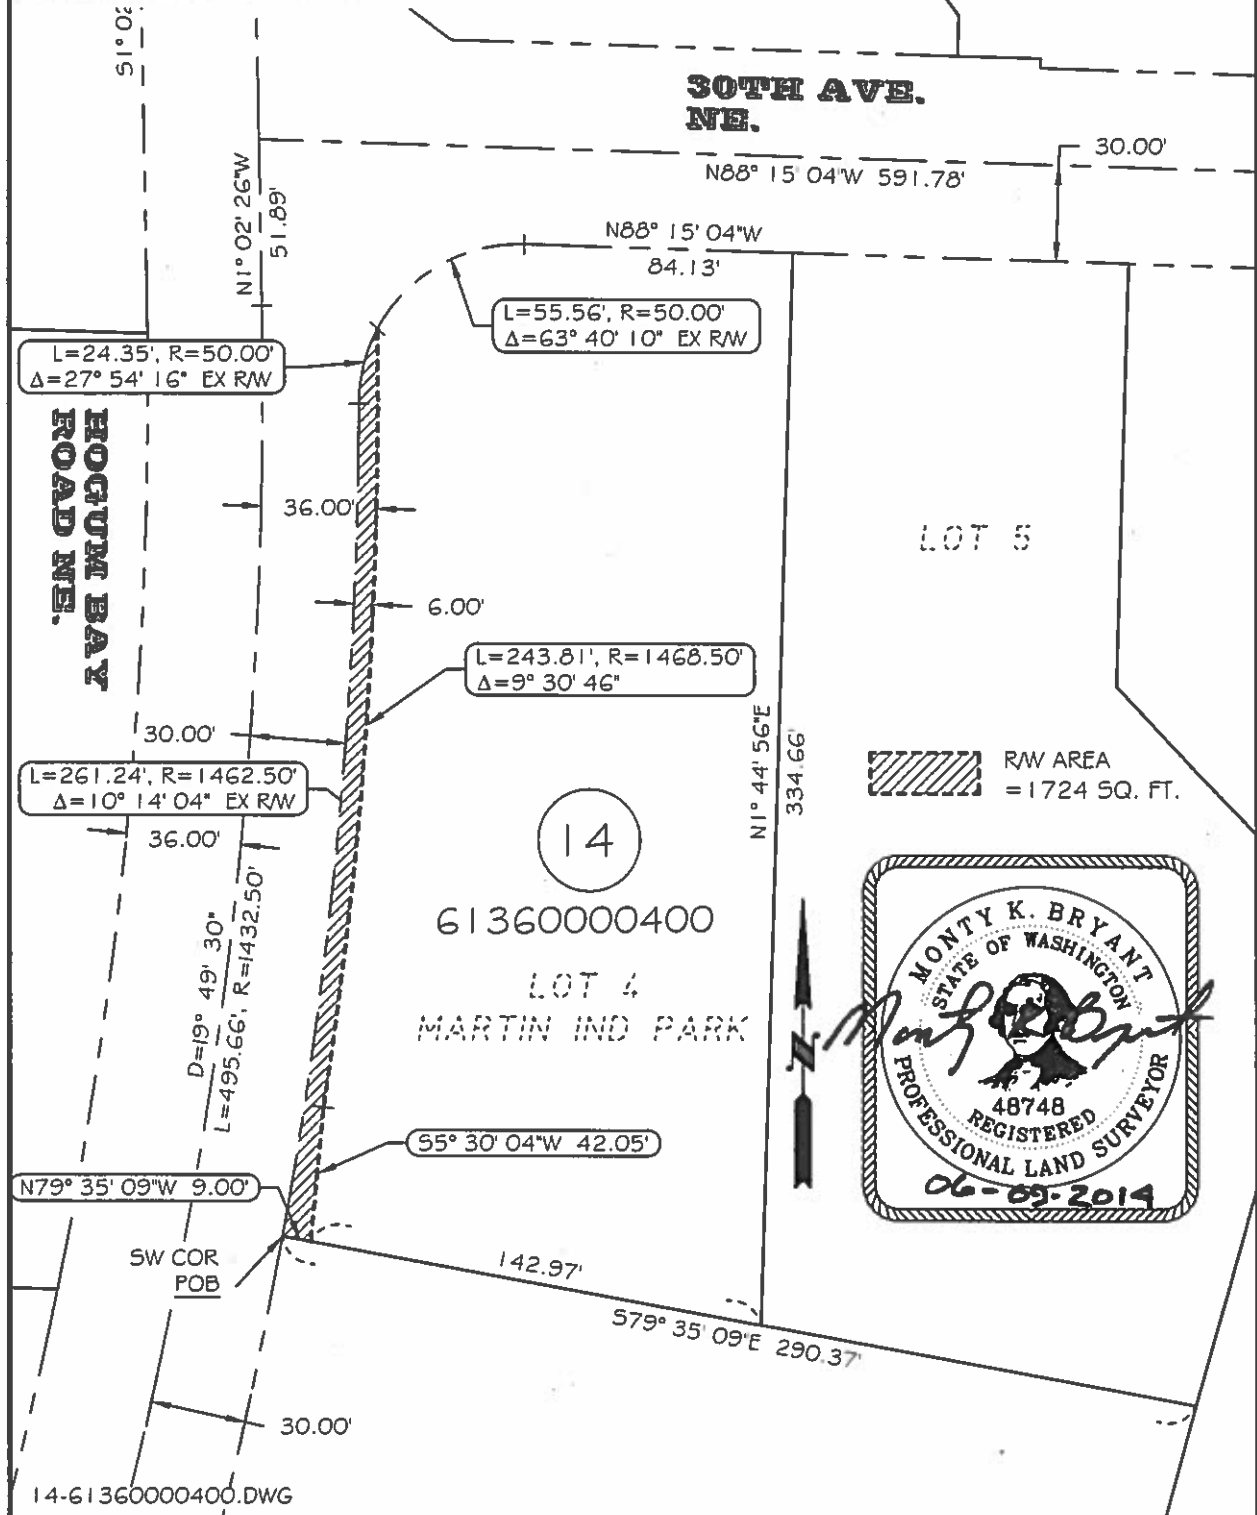 S1° 02
30TH AVE.
NE.
30.00'
N88° 15' 04"W 591.78'
N1° 02' 26"W
51.89'
N88° 15' 04"W
84.13'
L=55.56', R=50.00'
Δ=63° 40' 10" EX R/W
L=24.35', R=50.00'
Δ=27° 54' 16" EX R/W
HOGUM BAY
ROAD NE.
36.00'
LOT 5
6.00'
L=243.81', R=1468.50'
Δ=9° 30' 46"
30.00'
N1° 44' 56"E
334.66'
R/W AREA
=1724 SQ. FT.
L=261.24', R=1462.50'
Δ=10° 14' 04" EX R/W
36.00'
14
61360000400
LOT 4
MARTIN IND PARK
D=19° 49' 30"
L=495.66', R=1432.50'
MONTY K. BRYANT
STATE OF WASHINGTON
48748
REGISTERED
PROFESSIONAL LAND SURVEYOR
06-09-2014
N
S5° 30' 04"W 42.05'
N79° 35' 09"W 9.00'
SW COR
POB
142.97'
S79° 35' 09"E 290.37'
30.00'
14-61360000400.DWG